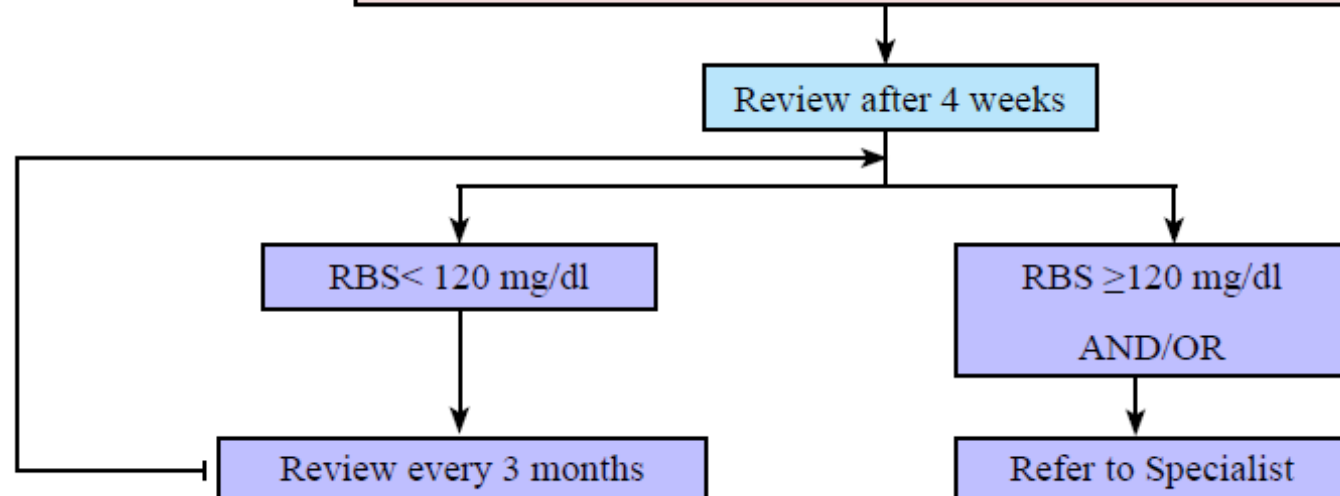 Review after 4 weeks
RBS< 120 mg/dl
RBS ≥120 mg/dl
AND/OR
Review every 3 months
Refer to Specialist